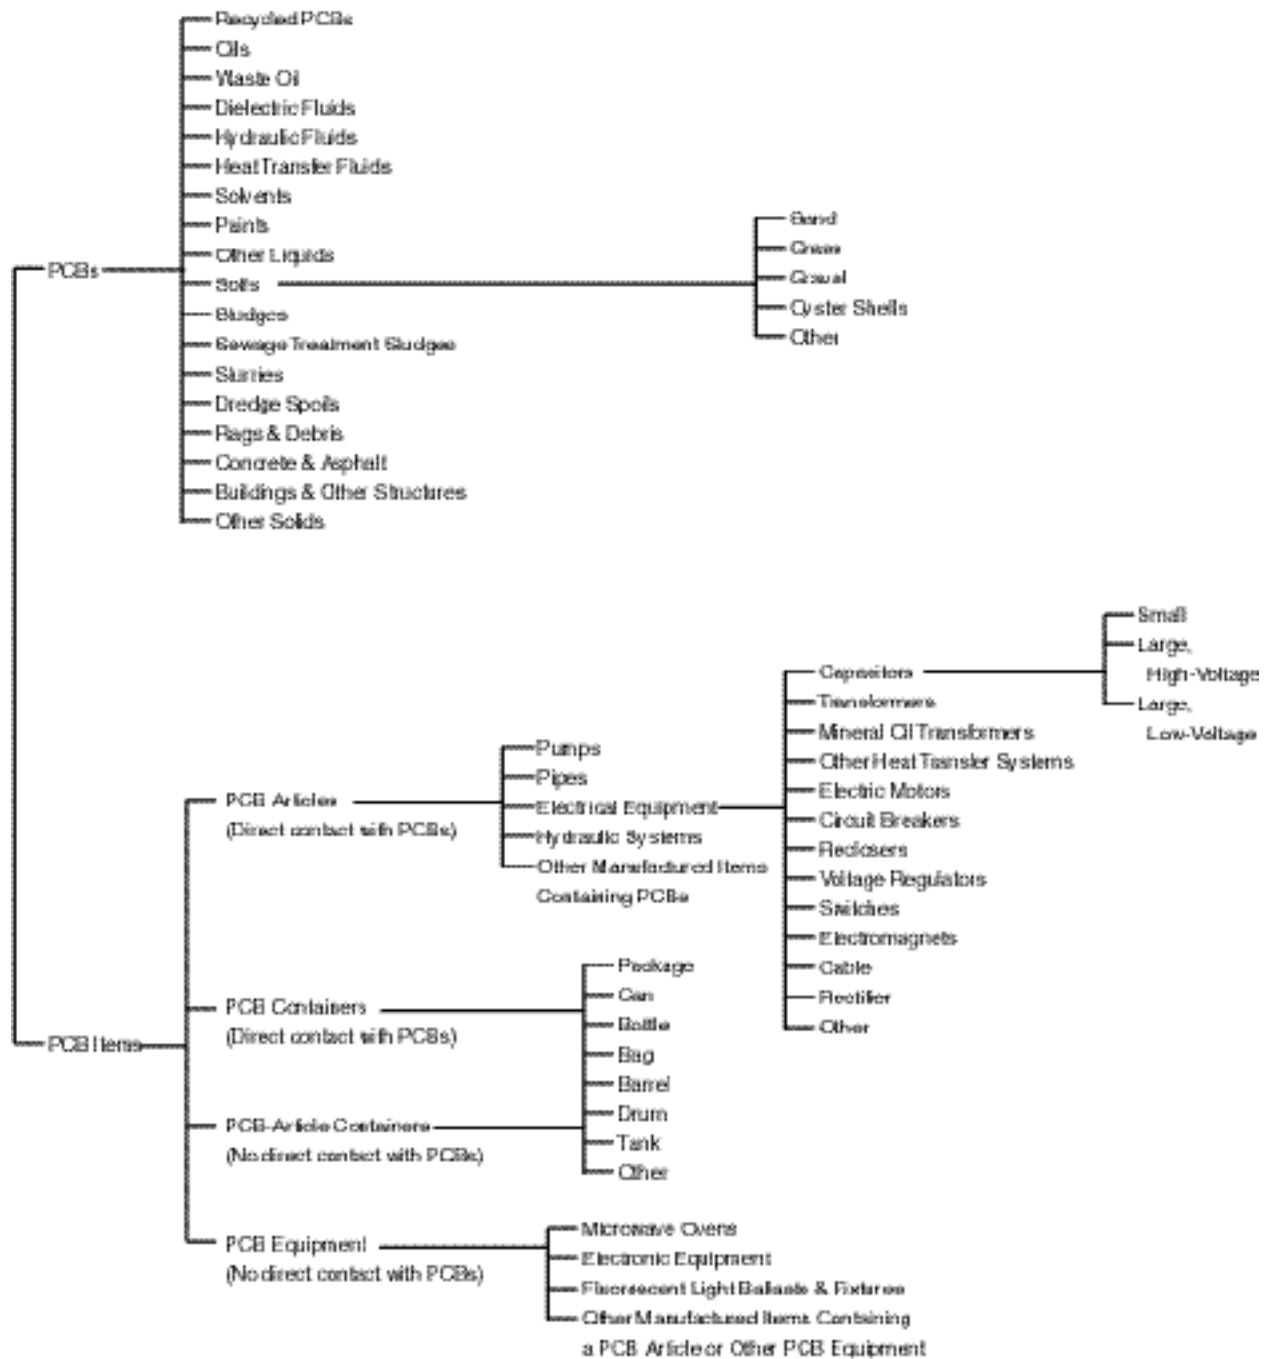 Recycled PCBs
Oils
Waste Oil
Dielectric Fluids
Hydraulic Fluids
Heat Transfer Fluids
Solvents
Paints
Other Liquids
PCBs
Soils
Sludges
Sewage Treatment Sludges
Slurries
Dredge Spoils
Rags & Debris
Concrete & Asphalt
Buildings & Other Structures
Other Solids
Sand
Grass
Gravel
Oyster Shells
Other
PCB Items
PCB Articles
(Direct contact with PCBs)
Pumps
Pipes
Electrical Equipment
Hydraulic Systems
Other Manufactured Items
Containing PCBs
Capacitors
Transformers
Mineral Oil Transformers
Other Heat Transfer Systems
Electric Motors
Circuit Breakers
Reclosers
Voltage Regulators
Switches
Electromagnets
Cable
Rectifier
Other
Small
Large,
High-Voltage
Large,
Low-Voltage
PCB Containers
(Direct contact with PCBs)
PCB-Article Containers
(No direct contact with PCBs)
Package
Can
Bottle
Bag
Barrel
Drum
Tank
Other
PCB Equipment
(No direct contact with PCBs)
Microwave Ovens
Electronic Equipment
Fluorescent Light Ballasts & Fixtures
Other Manufactured Items Containing
a PCB Article or Other PCB Equipment